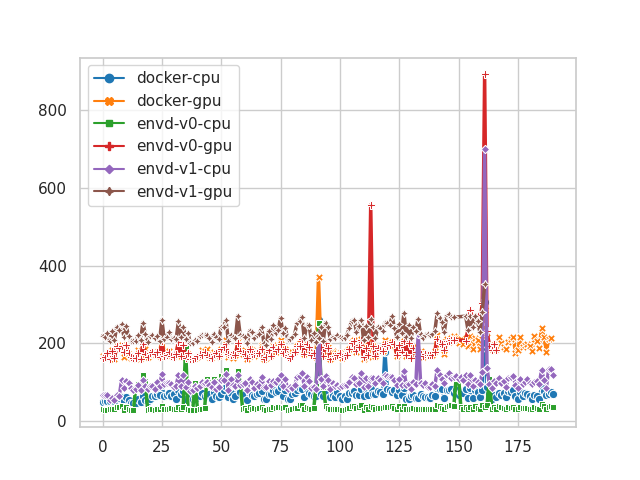 docker-cpu
docker-gpu
envd-v0-cpu
envd-v0-gpu
envd-v1-cpu
envd-v1-gpu
800
600
400
200
0
0 25 50 75 100 125 150 175